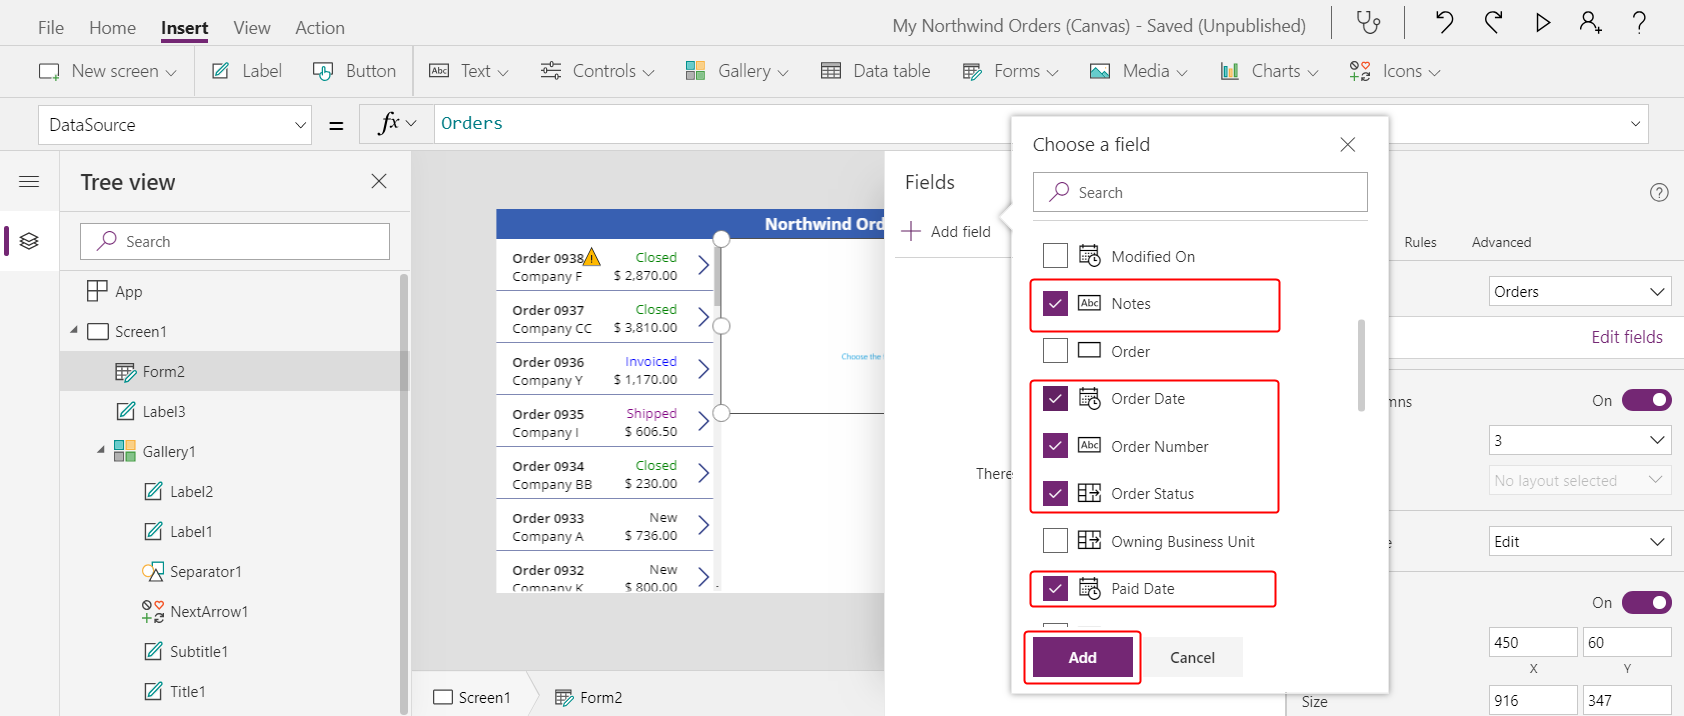 File Home Insert View Action
My Northwind Orders (Canvas) - Saved (Unpublished)
New screen Label Button Abc Text Controls Gallery Data table Forms Media Charts Icons
DataSource = fx Orders
Tree view
Search
App
Screen1
Form2
Label3
Gallery1
Label2
Label1
Separator1
NextArrow1
Subtitle1
Title1
Northwind Ord
Order 0938 Closed
Company F $ 2,870.00
Order 0937 Closed
Company CC $ 3,810.00
Order 0936 Invoiced
Company Y $ 1,170.00
Order 0935 Shipped
Company I $ 606.50
Order 0934 Closed
Company BB $ 230.00
Order 0933 New
Company A $ 736.00
Order 0932 New
Company K $ 800.00
Choose the
Screen1 Form2
Fields
Add field
There
Choose a field
Search
Modified On
Abc Notes
Order
Order Date
Abc Order Number
Order Status
Owning Business Unit
Paid Date
Add Cancel
?
Rules Advanced
Orders
Edit fields
mns On
3
No layout selected
e Edit
On
450 60
X Y
Size 916 347